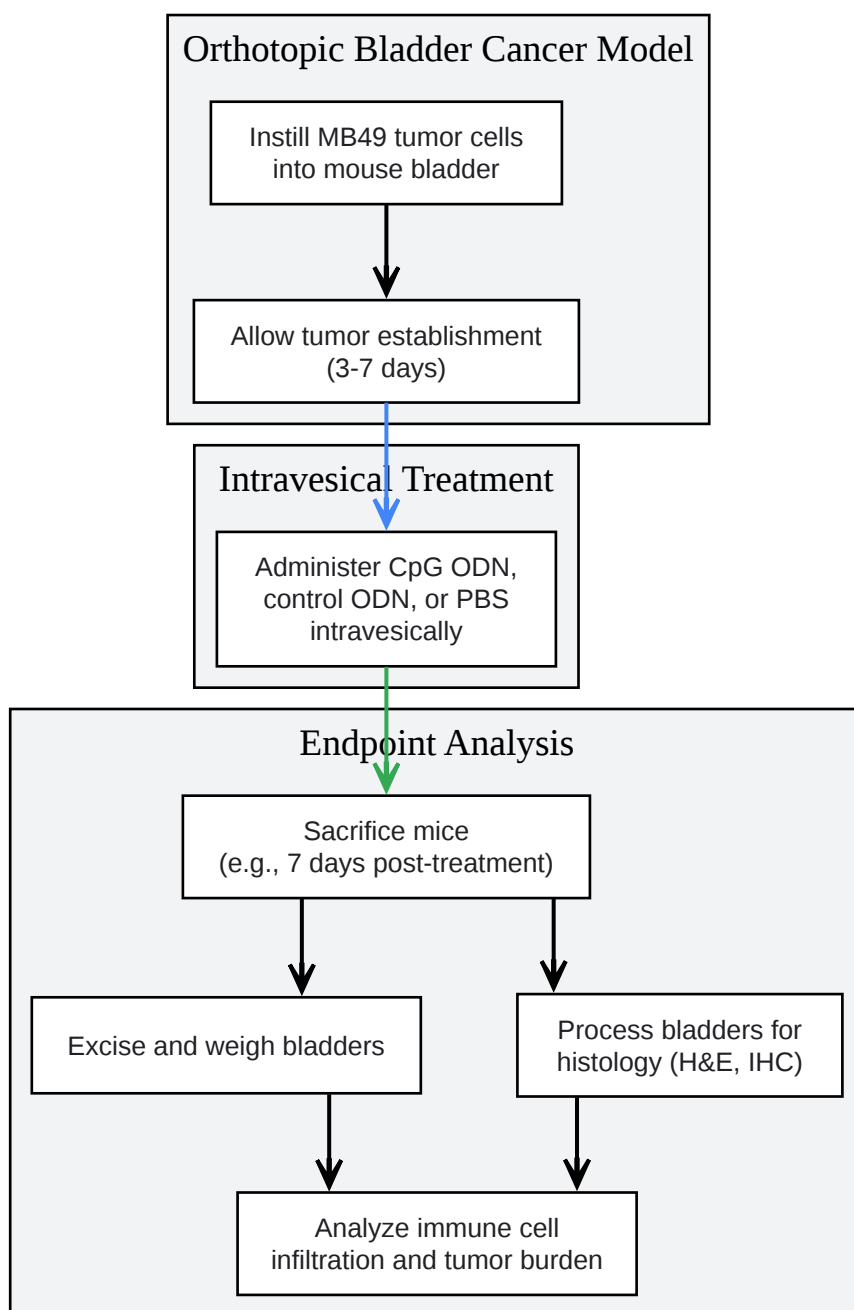 Orthotopic Bladder Cancer Model
Instill MB49 tumor cells
into mouse bladder
Allow tumor establishment
(3-7 days)
Intravesical Treatment
Administer CpG ODN,
control ODN, or PBS
intravesically
Endpoint Analysis
Sacrifice mice
(e.g., 7 days post-treatment)
Excise and weigh bladders
Process bladders for
histology (H&E, IHC)
Analyze immune cell
infiltration and tumor burden